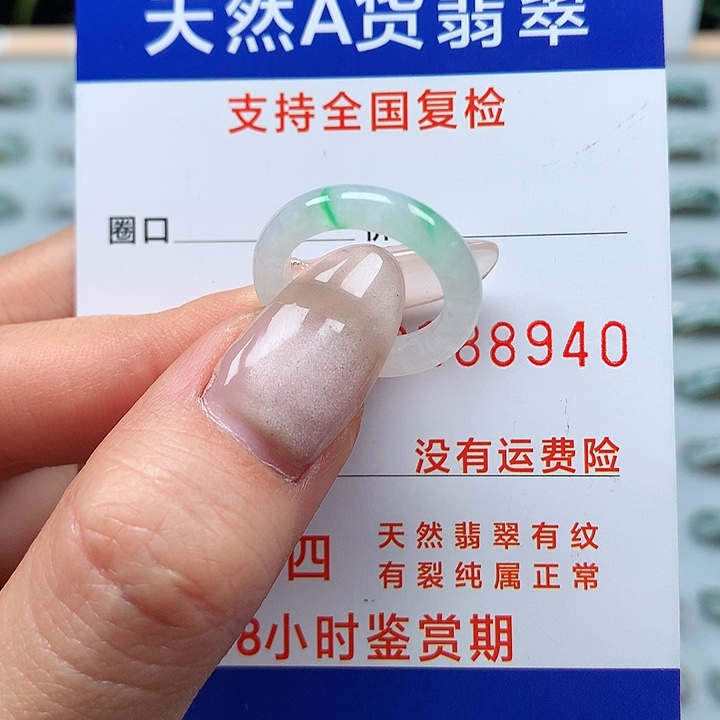 天然A货翡翠
支持全国复检
圈口
88940
没有运费险
四
天然翡翠有纹
有裂纯属正常
8小时鉴赏期